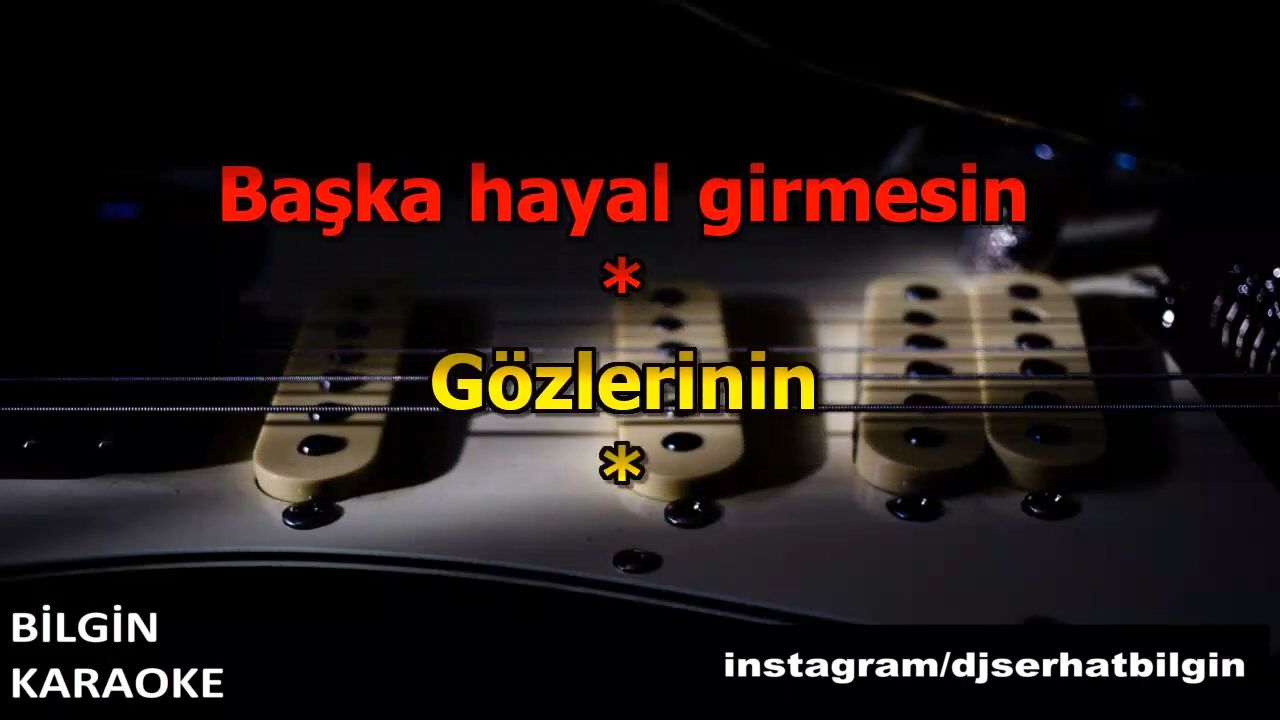 Başka hayal girmesin
*
Gözlerinin
*
BİLGİN
KARAOKE
instagram/djserhatbilgin